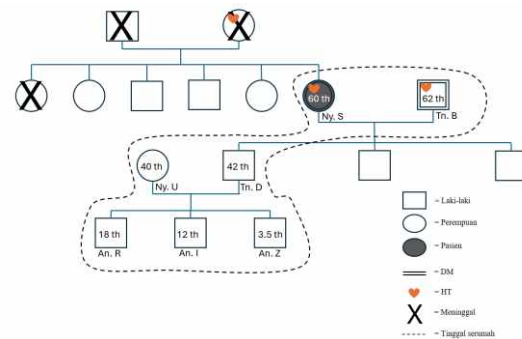 60 th
62 th
Ny. S
Tn. B
40 th
42 th
Ny. U
Tn. D
18 th
12 th
3.5 th
An. R
An. I
An. Z
= Laki-laki
= Perempuan
= Pasien
= DM
= HT
= Meninggal
= Tinggal serumah